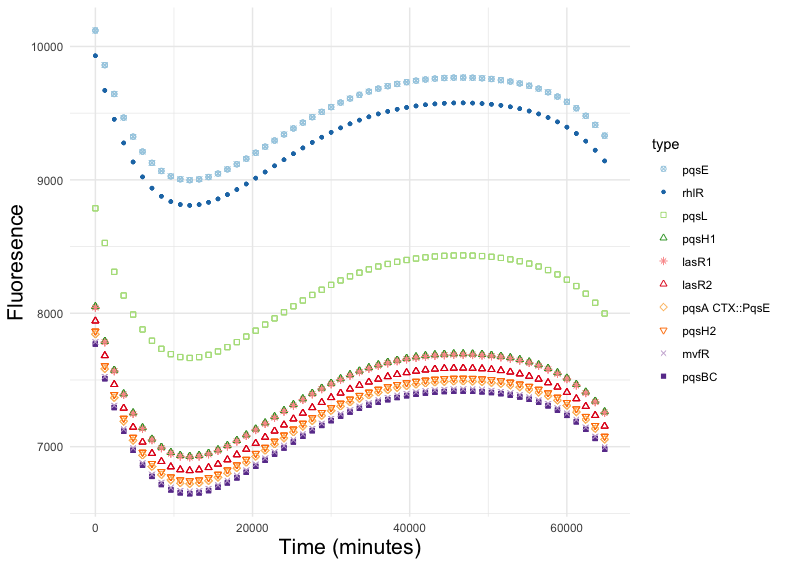 10000
9000
8000
7000
Fluoresence
0
20000
40000
60000
Time (minutes)
type
pqsE
rhlR
pqsL
pqsH1
lasR1
lasR2
pqsA CTX::PqsE
pqsH2
mvfR
pqsBC